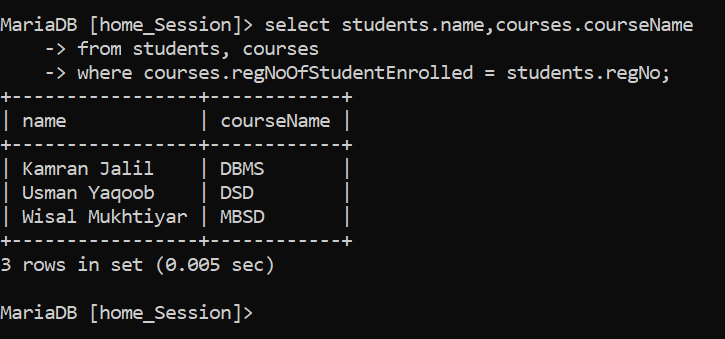 MariaDB [home_Session]> select students.name,courses.courseName
    -> from students, courses
    -> where courses.regNoOfStudentEnrolled = students.regNo;
+-----------------+------------+
| name            | courseName |
+-----------------+------------+
| Kamran Jalil    | DBMS       |
| Usman Yaqoob    | DSD        |
| Wisal Mukhtiyar | MBSD       |
+-----------------+------------+
3 rows in set (0.005 sec)

MariaDB [home_Session]>